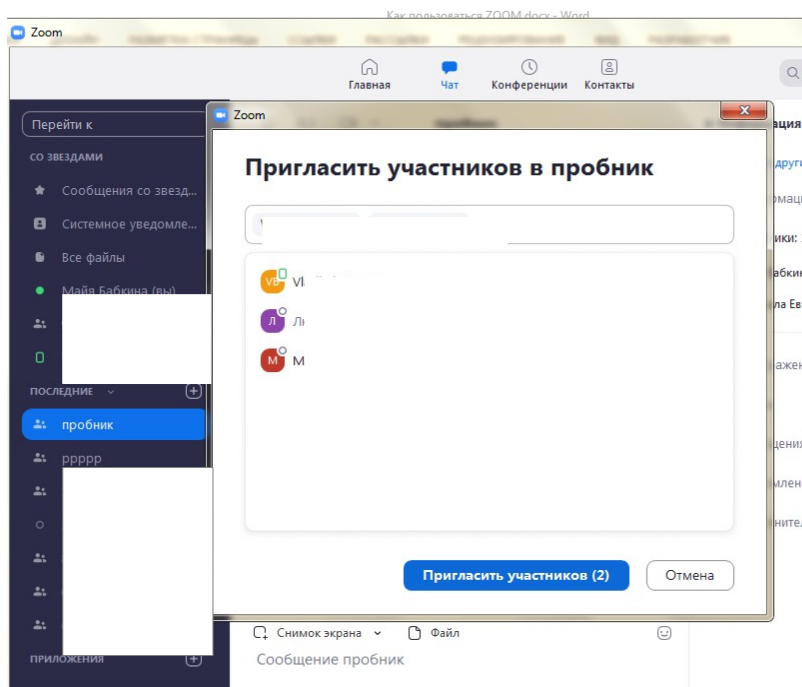 Как пользоваться ZOOM.docx - Word
Zoom
Главная
Чат
Конференции
Контакты
Перейти к
СО ЗВЕЗДАМИ
Сообщения со звезд...
Системное уведомле...
Все файлы
Майя Бабкина (вы)
ПОСЛЕДНИЕ
пробник
ррррр
ПРИЛОЖЕНИЯ
Zoom
Пригласить участников в пробник
VB Vl
Л
М М
Пригласить участников (2)
Отмена
Снимок экрана
Файл
Сообщение пробник